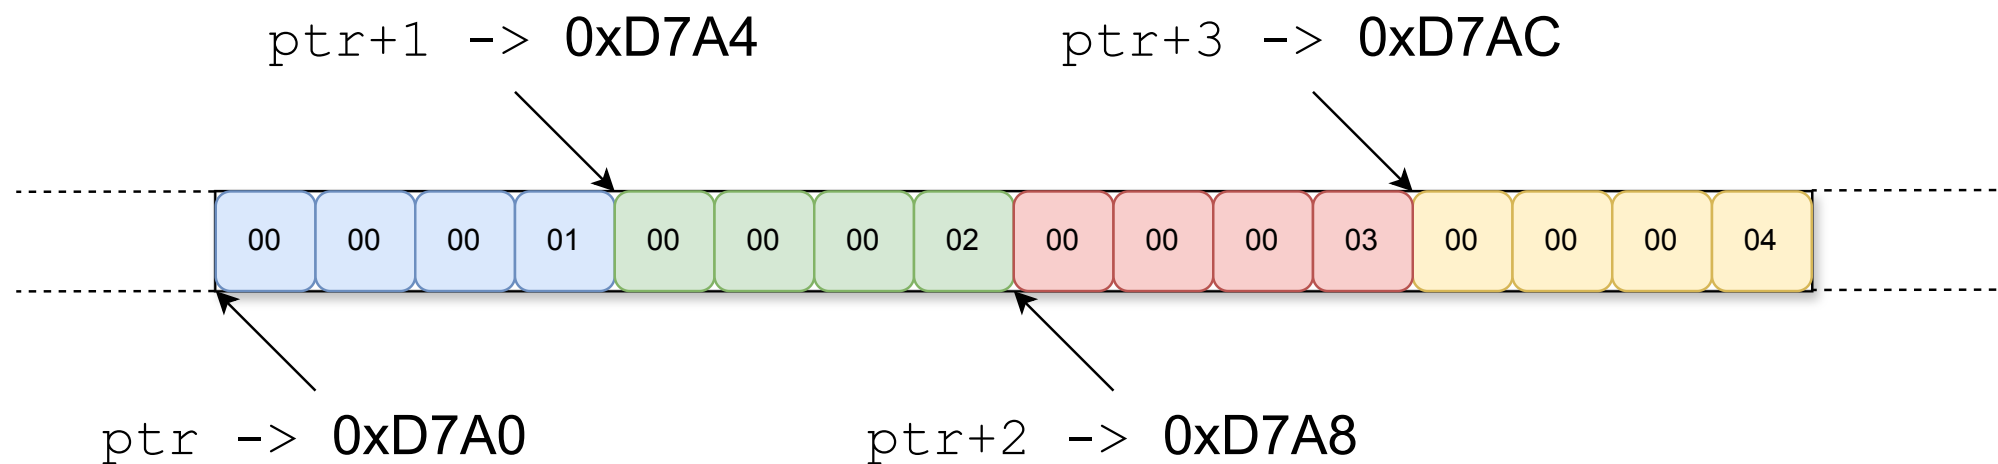 ptr+1 -> 0xD7A4 ptr+3 -> 0xD7AC
00 00 00 01 00 00 00 02 00 00 00 03 00 00 00 04
ptr -> 0xD7A0 ptr+2 -> 0xD7A8